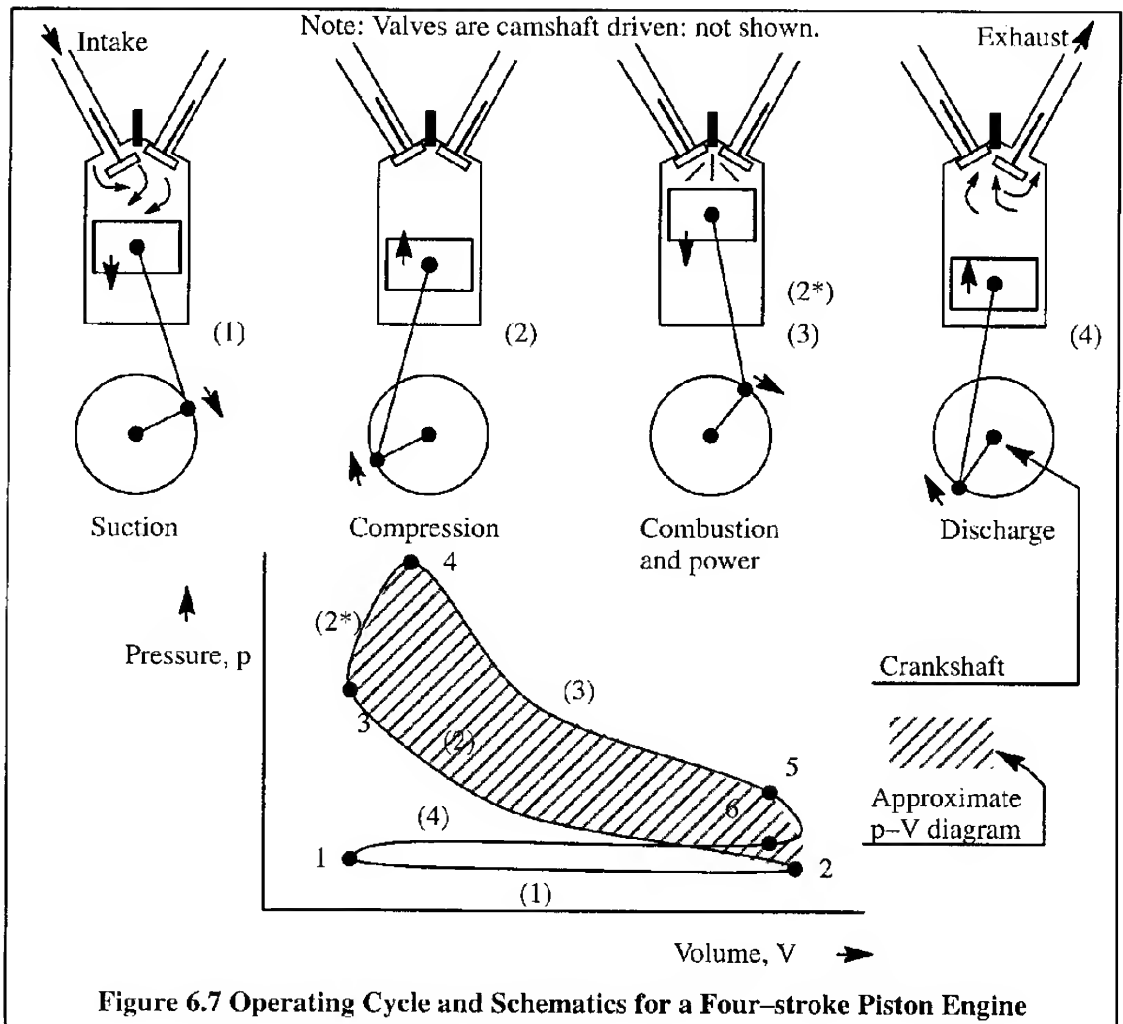 Note: Valves are camshaft driven: not shown.
Intake
Exhaust
(1)
(2)
(2*)
(3)
(4)
Suction
Compression
Combustion
and power
Discharge
4
(2*)
Pressure, p
(3)
3
(2)
5
6
(4)
1
2
(1)
Crankshaft
Approximate
p–V diagram
Volume, V
Figure 6.7 Operating Cycle and Schematics for a Four–stroke Piston Engine